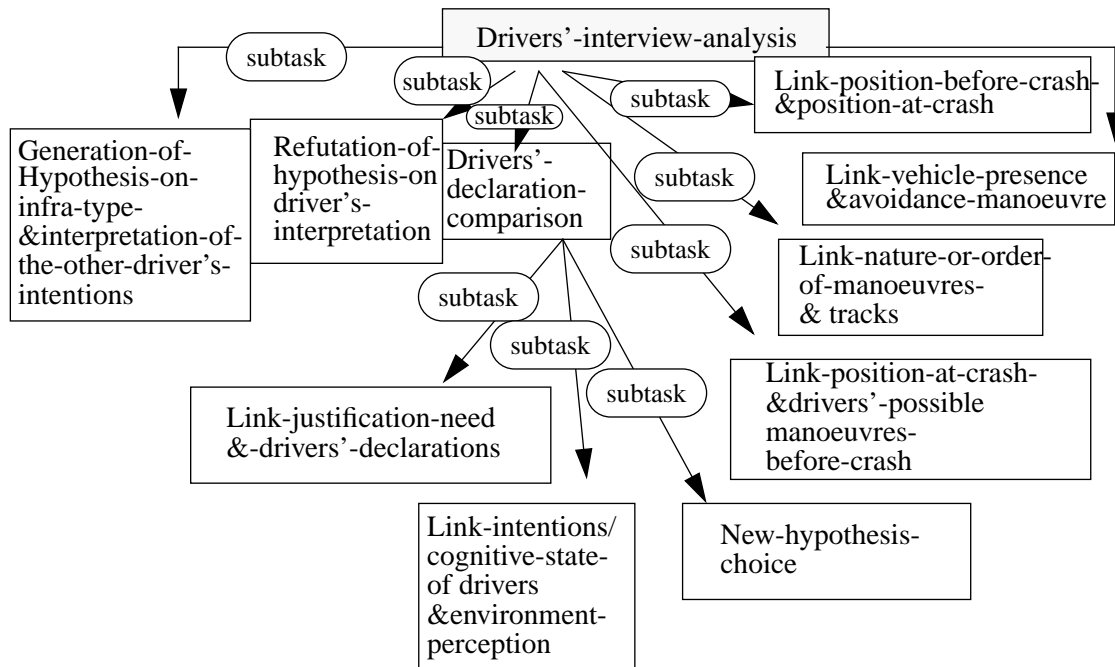 Drivers’-interview-analysis
subtask
subtask
subtask
subtask
subtask
subtask
Generation-of-
Hypothesis-on-
infra-type-
&interpretation-of-
the-other-driver's-
intentions
Refutation-of-
hypothesis-on
driver's-
interpretation
Drivers’-
declaration-
comparison
Link-position-before-crash-
&position-at-crash
Link-vehicle-presence
&avoidance-manoeuvre
Link-nature-or-order-
of-manoeuvres-
& tracks
Link-position-at-crash-
&drivers’-possible
manoeuvres-
before-crash
subtask
subtask
subtask
Link-justification-need
&-drivers’-declarations
Link-intentions/
cognitive-state-
of drivers
&environment-
perception
New-hypothesis-
choice